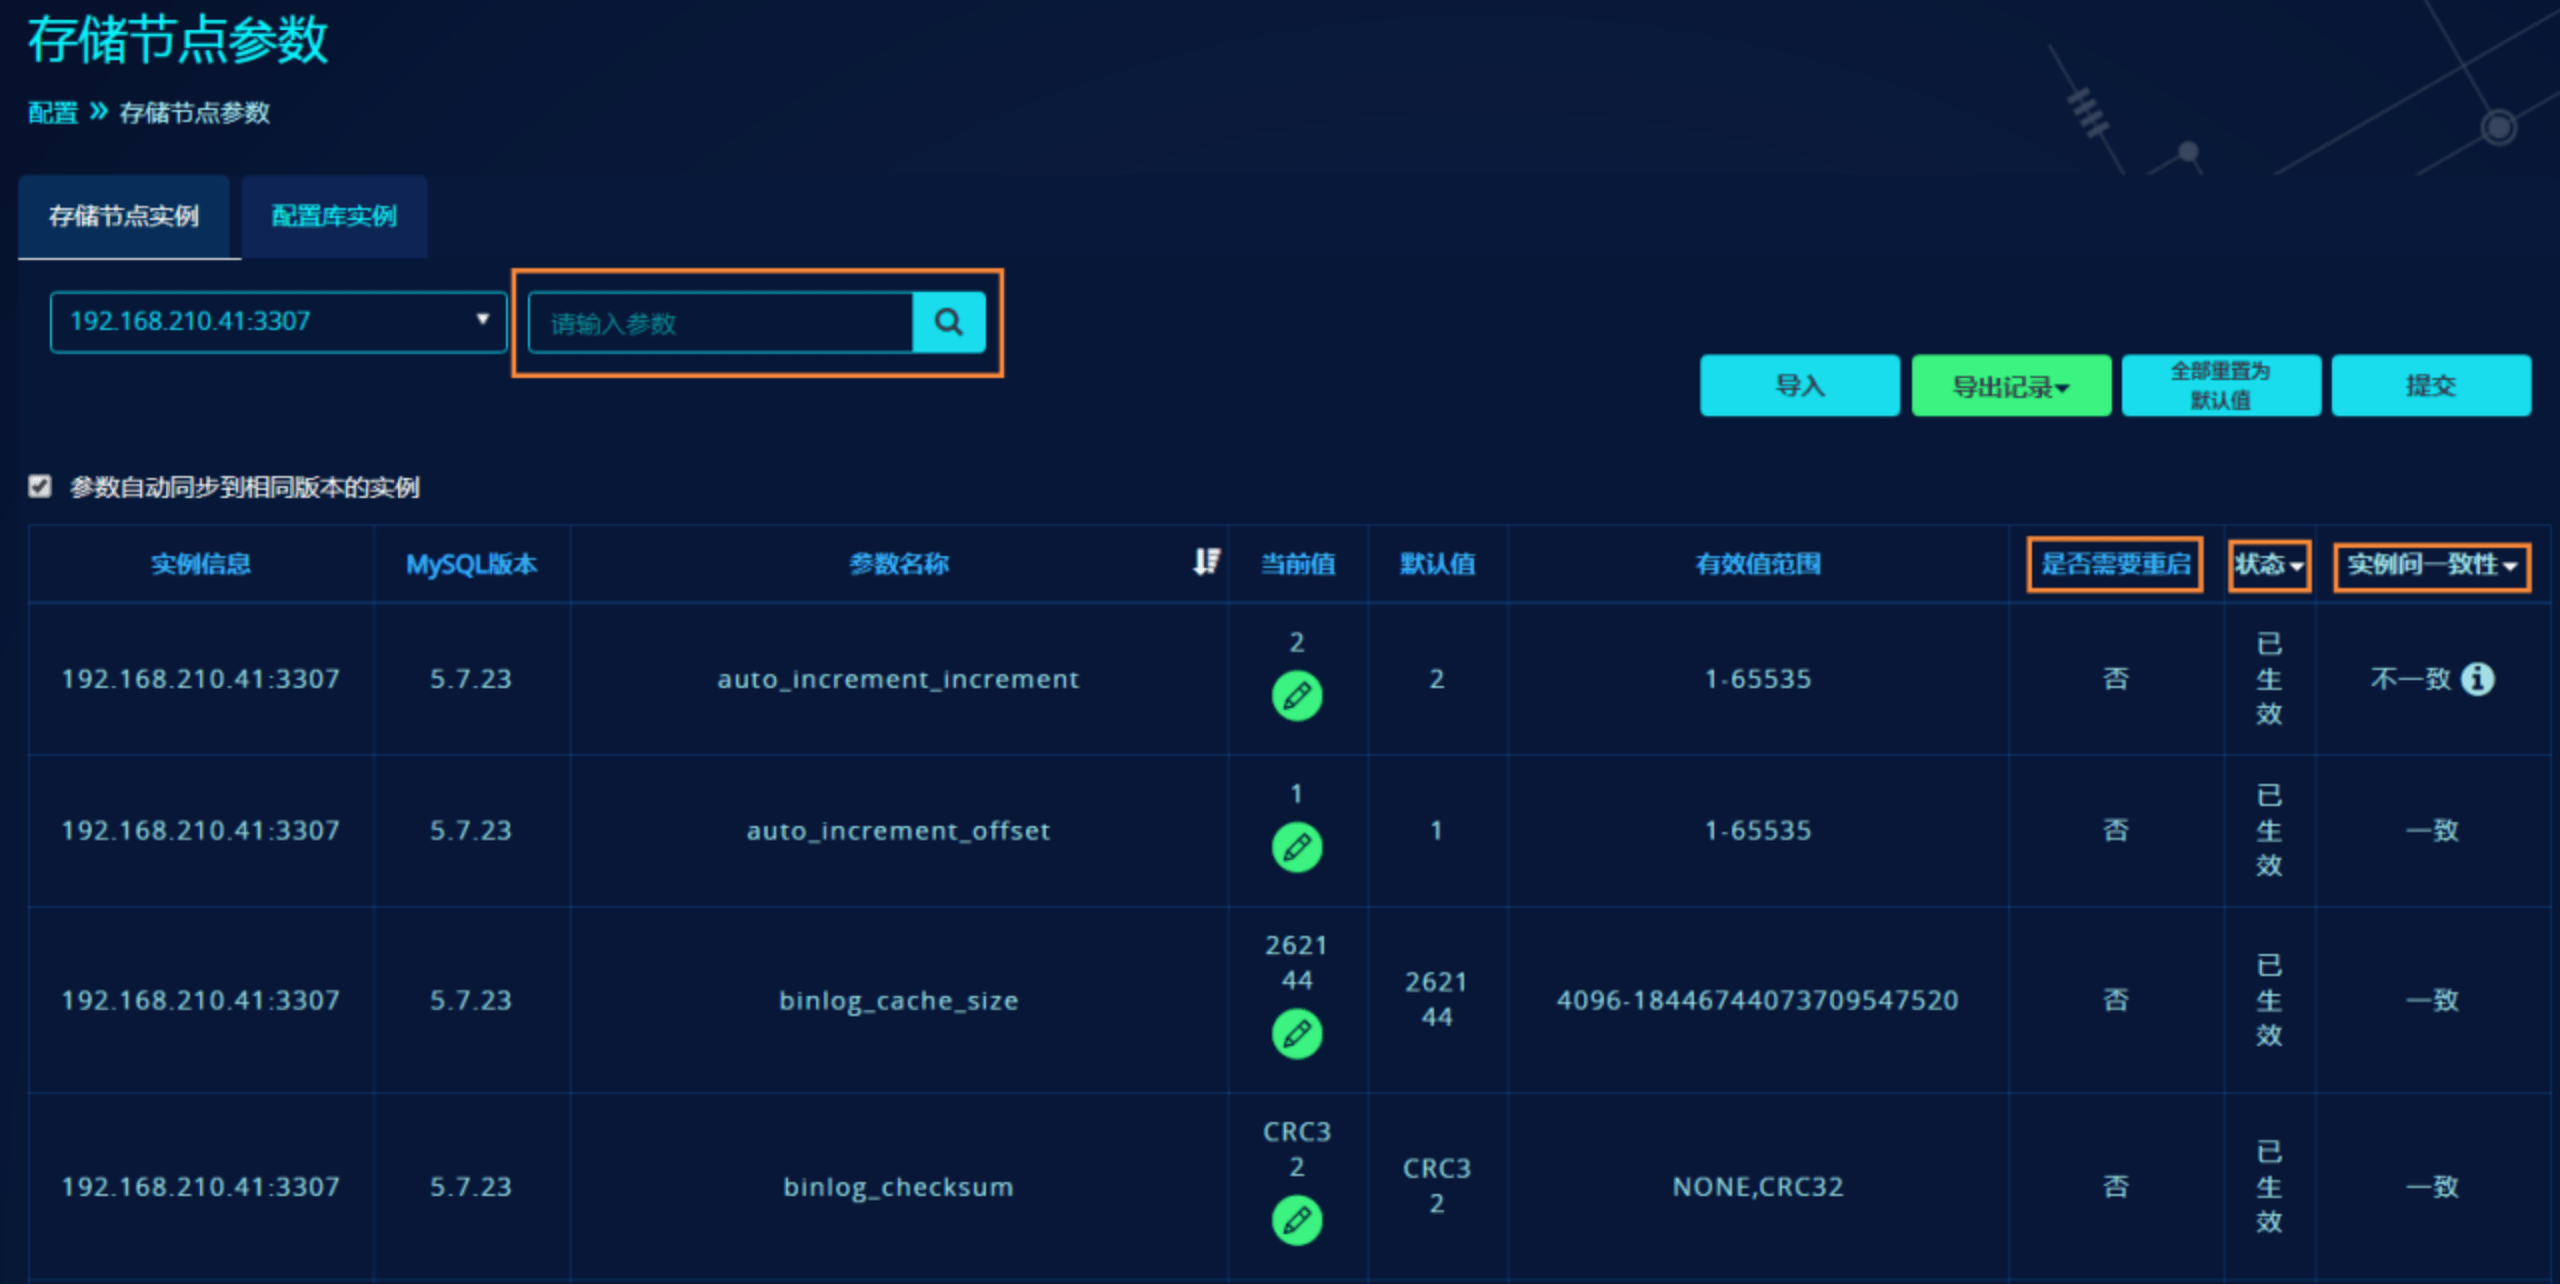 存储节点参数
配置 » 存储节点参数
存储节点实例 配置库实例
192.168.210.41:3307 请输入参数
导入 导出记录 全部重置为
默认值 提交
参数自动同步到相同版本的实例
实例信息 MySQL版本 参数名称 当前值 默认值 有效值范围 是否需要重启 状态 实例间一致性
192.168.210.41:3307 5.7.23 auto_increment_increment 2 2 1-65535 否 已生效 不一致
192.168.210.41:3307 5.7.23 auto_increment_offset 1 1 1-65535 否 已生效 一致
192.168.210.41:3307 5.7.23 binlog_cache_size 262144 262144 4096-18446744073709547520 否 已生效 一致
192.168.210.41:3307 5.7.23 binlog_checksum CRC32 CRC32 NONE,CRC32 否 已生效 一致